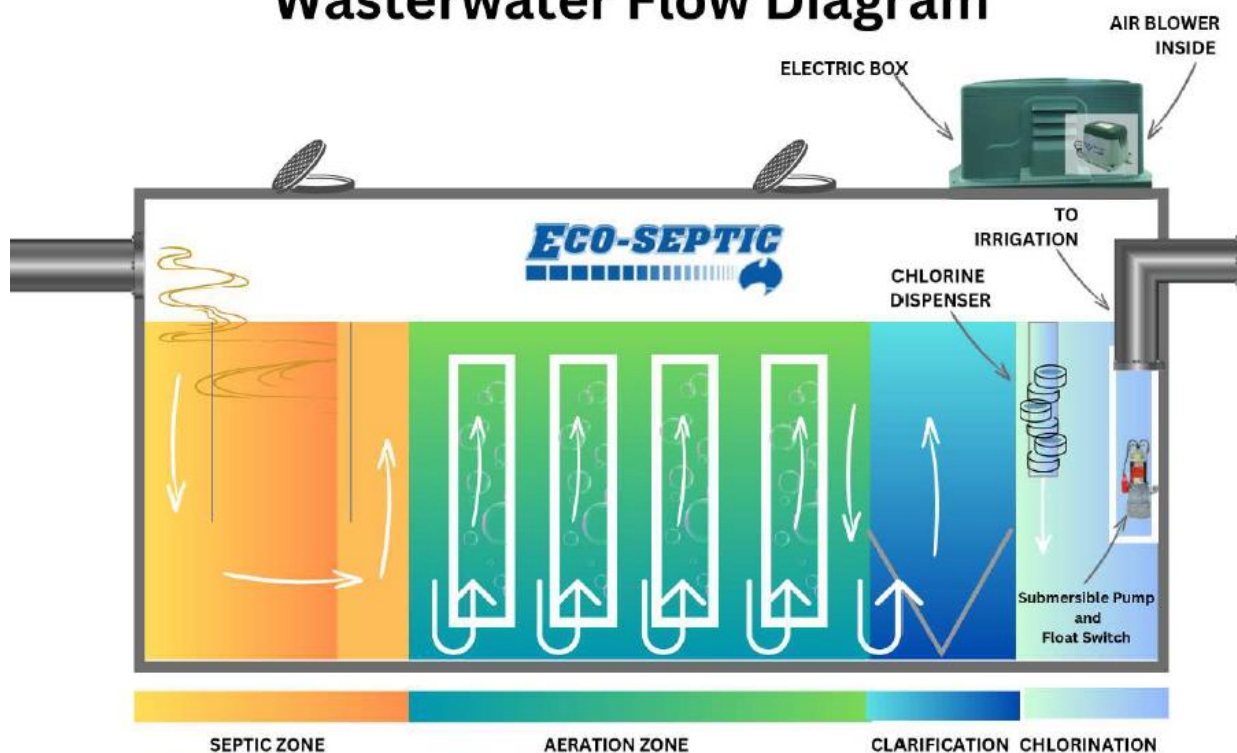 Wasterwater Flow Diagram
AIR BLOWER
INSIDE
ELECTRIC BOX
TO
IRRIGATION
ECO-SEPTIC
CHLORINE
DISPENSER
Submersible Pump
and
Float Switch
SEPTIC ZONE
AERATION ZONE
CLARIFICATION
CHLORINATION